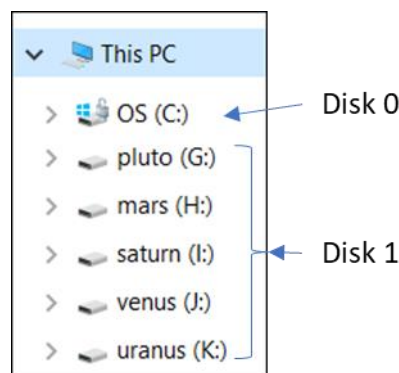 This PC
OS (C:)
Disk 0
pluto (G:)
mars (H:)
saturn (I:)
Disk 1
venus (J:)
uranus (K:)